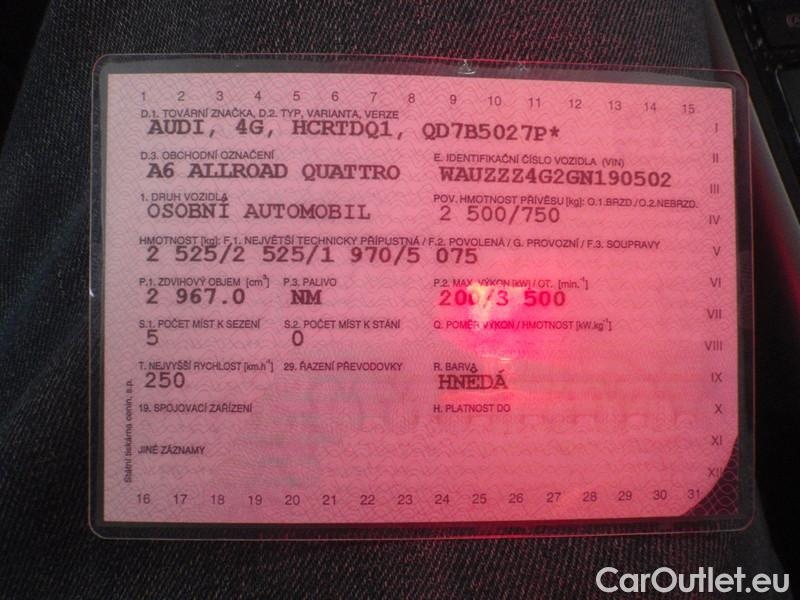 1 2 3 4 5 6 7 8 9 10 11 12 13 14 15
D.1. TOVÁRNÍ ZNAČKA, D.2. TYP, VARIANTA, VERZE I
AUDI, 4G, HCRTDQ1, QD7B5027P*
D.3. OBCHODNÍ OZNAČENÍ E. IDENTIFIKAČNÍ ČÍSLO VOZIDLA (VIN) II
A6 ALLROAD QUATTRO WAUZZZ4G2GN190502
III
1. DRUH VOZIDLA POV. HMOTNOST PŘÍVĚSU [kg]: O.1.BRZD./O.2.NEBRZD.
OSOBNÍ AUTOMOBIL 2 500/750 IV
HMOTNOST [kg]: F.1. NEJVĚTŠÍ TECHNICKY PŘÍPUSTNÁ / F.2. POVOLENÁ / G. PROVOZNÍ / F.3. SOUPRAVY
2 525/2 525/1 970/5 075 V
P.1. ZDVIHOVÝ OBJEM [cm³] P.3. PALIVO P.2. MAX. VÝKON [kW] / OT. [min.⁻¹] VI
2 967.0 NM 200/3 500
S.1. POČET MÍST K SEZENÍ S.2. POČET MÍST K STÁNÍ Q. POMĚR VÝKON / HMOTNOST [kW.kg⁻¹] VII
5 0
VIII
T. NEJVYŠŠÍ RYCHLOST [km.h⁻¹] 29. ŘAZENÍ PŘEVODOVKY R. BARVA
250 HNĚDÁ IX
19. SPOJOVACÍ ZAŘÍZENÍ H. PLATNOST DO X
JINÉ ZÁZNAMY XI
XII
16 17 18 19 20 21 22 23 24 25 26 27 28 29 30 31
Státní tiskárna cenin, s.p.
CarOutlet.eu